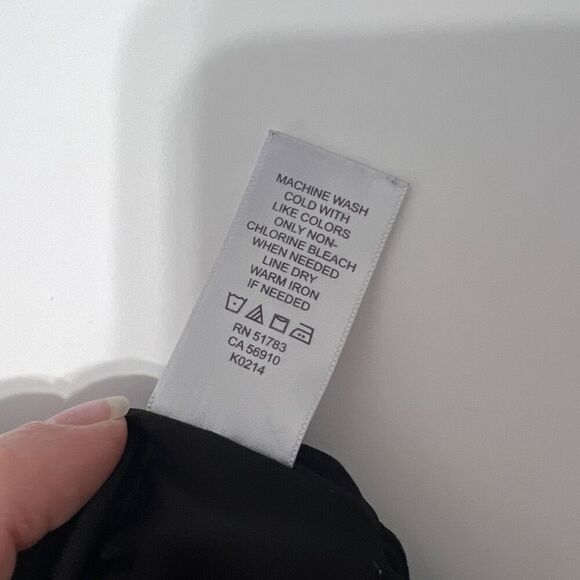 MACHINE WASH
COLD WITH
LIKE COLORS
ONLY NON-
CHLORINE BLEACH
WHEN NEEDED
LINE DRY
WARM IRON
IF NEEDED
RN 51783
CA 56910
K0214